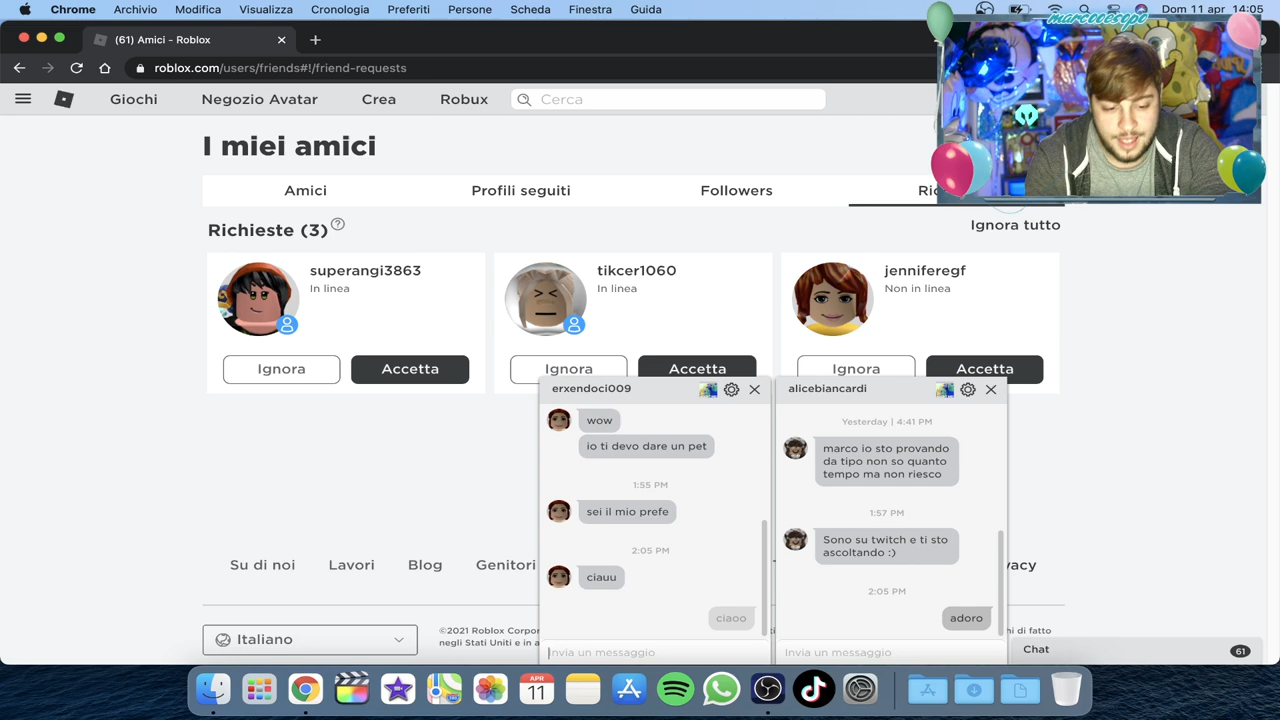 Chrome Archivio Modifica Visualizza Cronologia Preferiti Persone Scheda Finestra Guida
Dom 11 apr 14:05
marcodesopo
(61) Amici - Roblox
roblox.com/users/friends#!/friend-requests
Giochi Negozio Avatar Crea Robux Cerca
I miei amici
Amici Profili seguiti Followers
Richieste (3) ?
Ignora tutto
superangi3863
In linea
Ignora Accetta
tikcer1060
In linea
Ignora Accetta
jenniferegf
Non in linea
Ignora Accetta
erxendoci009
wow
io ti devo dare un pet
1:55 PM
sei il mio prefe
2:05 PM
ciauu
ciaoo
Invia un messaggio
alicebiancardi
Yesterday | 4:41 PM
marco io sto provando
da tipo non so quanto
tempo ma non riesco
1:57 PM
Sono su twitch e ti sto
ascoltando :)
2:05 PM
adoro
Invia un messaggio
Su di noi Lavori Blog Genitori
vacy
Italiano
©2021 Roblox Corpor
negli Stati Uniti e in a
ni di fatto
Chat 61
APR
11